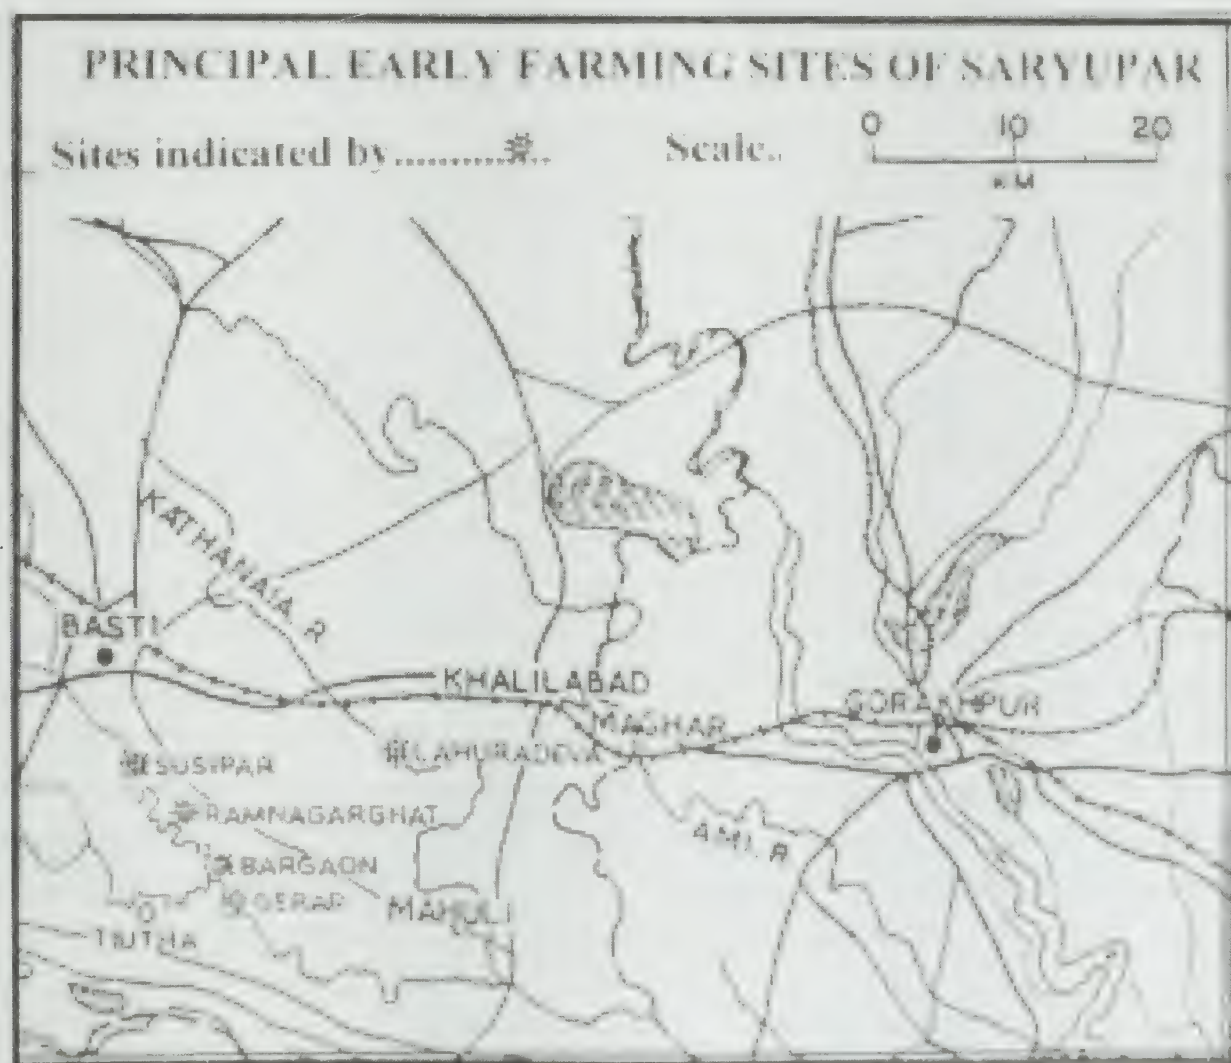 PRINCIPAL EARLY FARMING SITES OF SARYUPAR
Sites indicated by
Scale..
0 10 20
KM
KATHANAIA R
BASTI
KHALILABAD
GORAKHPUR
MAGHAR
LAHURADEVA
SUSIPAR
RAMNAGARGHAT
AMI R
BARGAON
GERAR
MAHULI